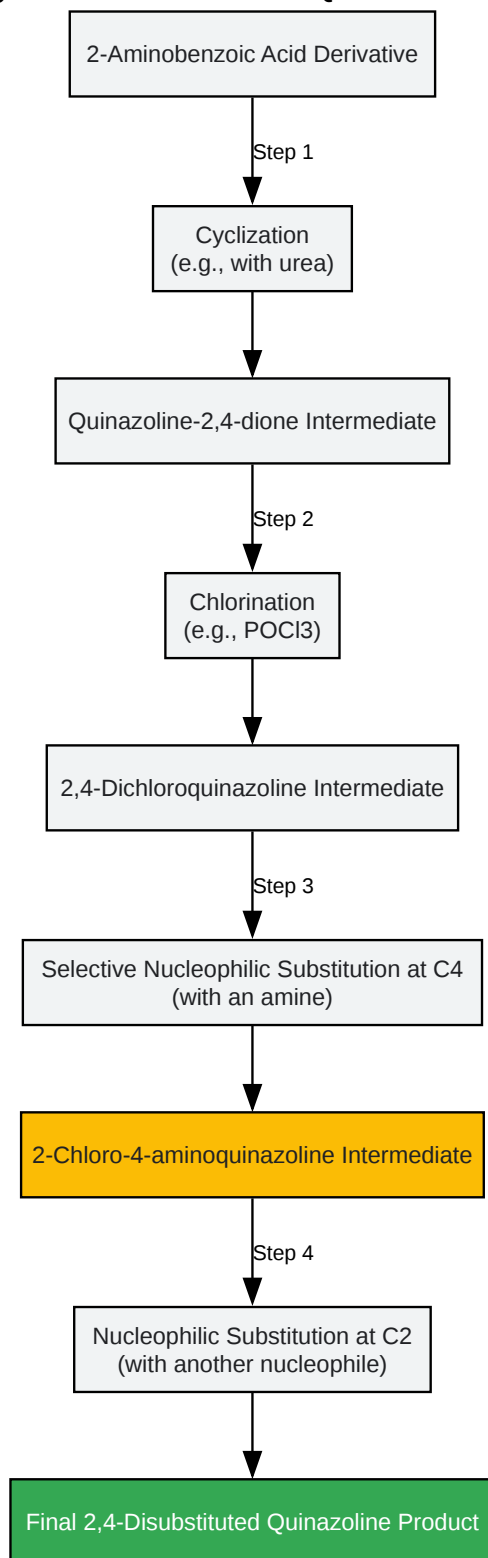 2-Aminobenzoic Acid Derivative
Step 1
Cyclization
(e.g., with urea)
Quinazoline-2,4-dione Intermediate
Step 2
Chlorination
(e.g., POCl3)
2,4-Dichloroquinazoline Intermediate
Step 3
Selective Nucleophilic Substitution at C4
(with an amine)
2-Chloro-4-aminoquinazoline Intermediate
Step 4
Nucleophilic Substitution at C2
(with another nucleophile)
Final 2,4-Disubstituted Quinazoline Product